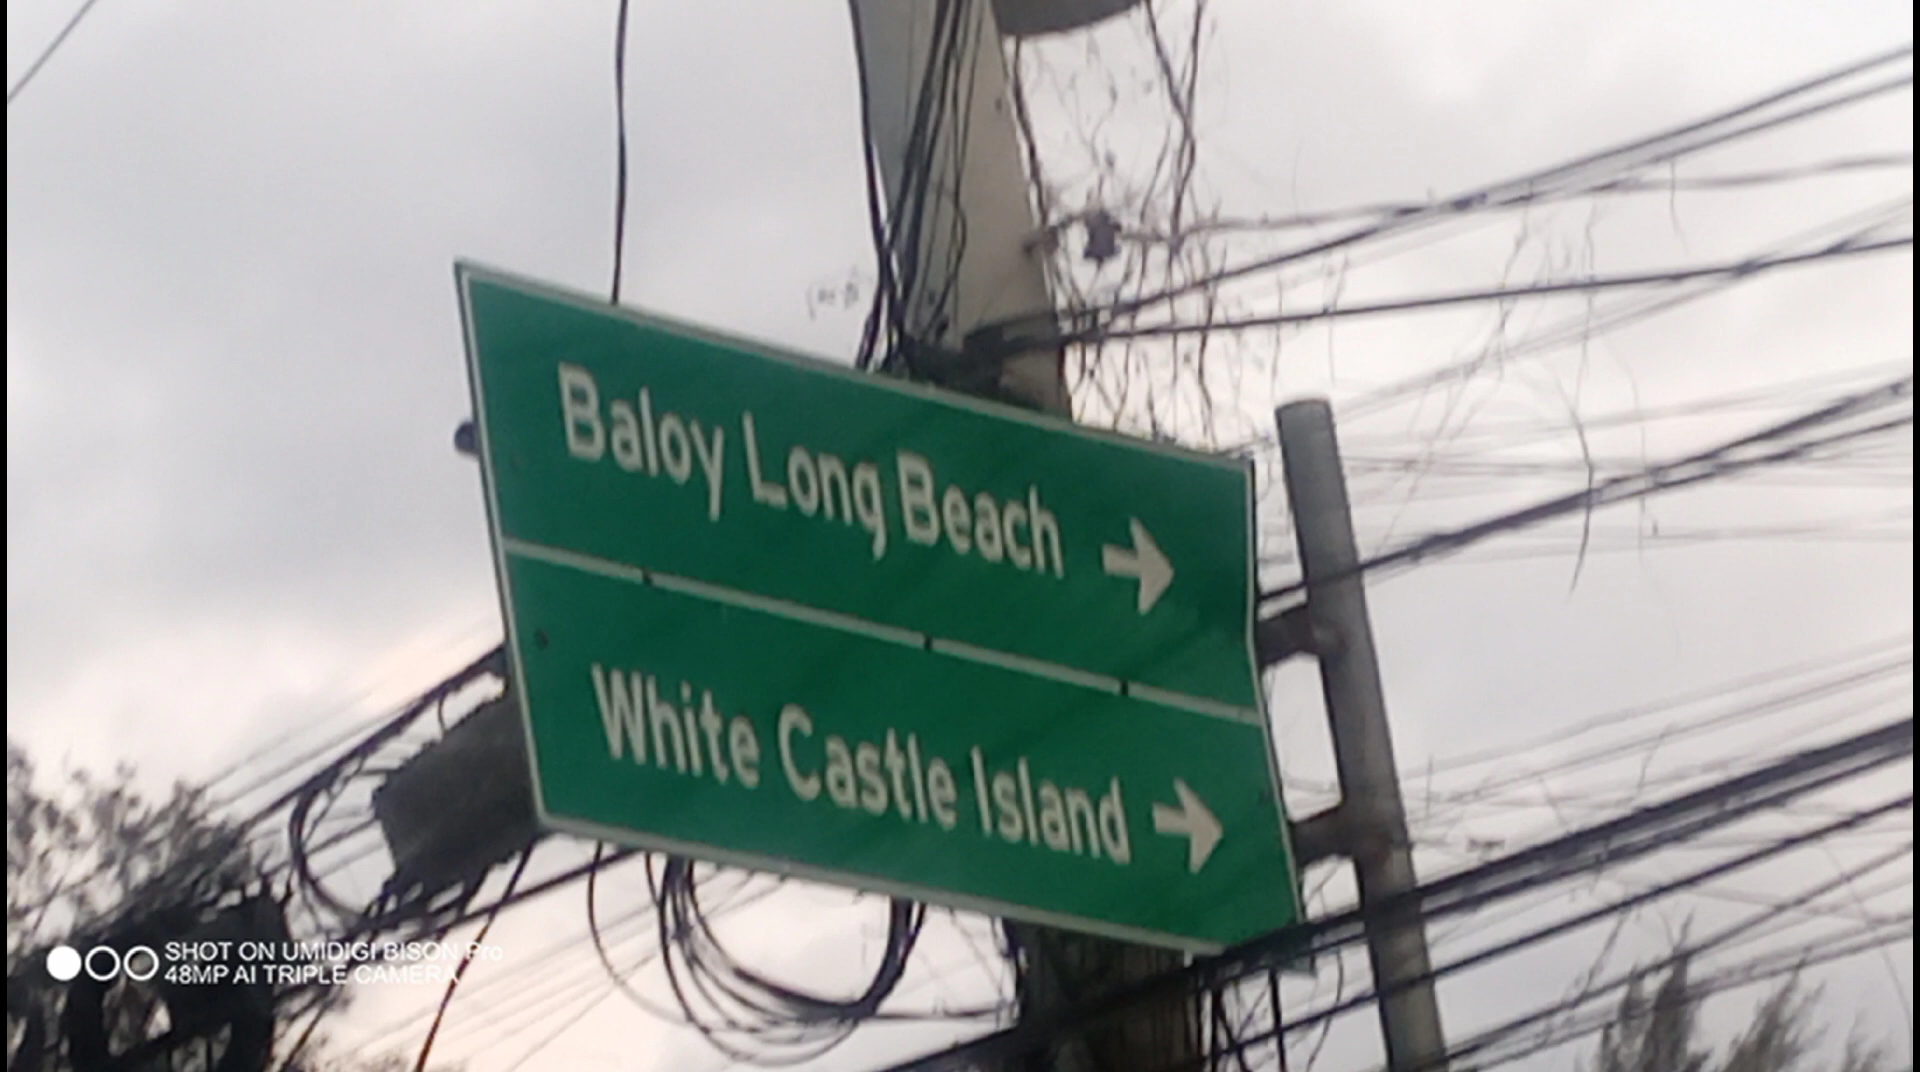 Baloy Long Beach →
White Castle Island →
SHOT ON UMIDIGI BISON Pro
48MP AI TRIPLE CAMERA